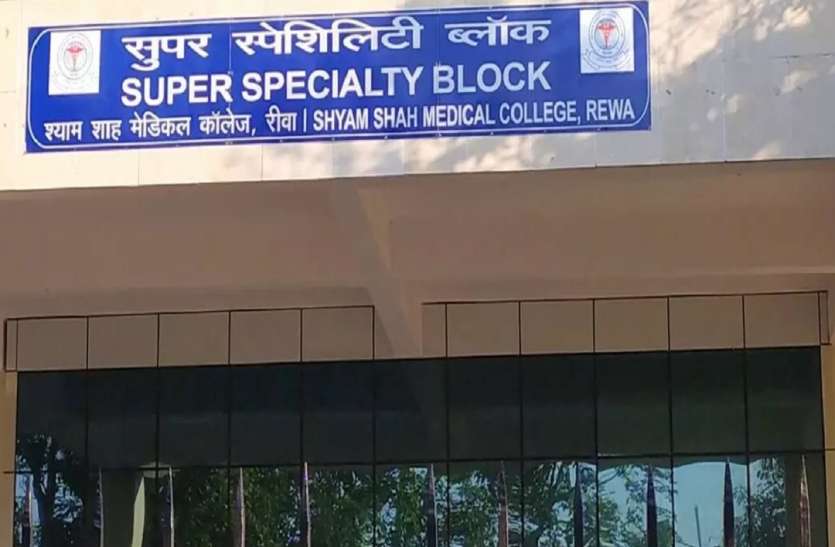 सुपर स्पेशिलिटी ब्लॉक
SUPER SPECIALTY BLOCK
श्याम शाह मेडिकल कॉलेज, रीवा | SHYAM SHAH MEDICAL COLLEGE, REWA